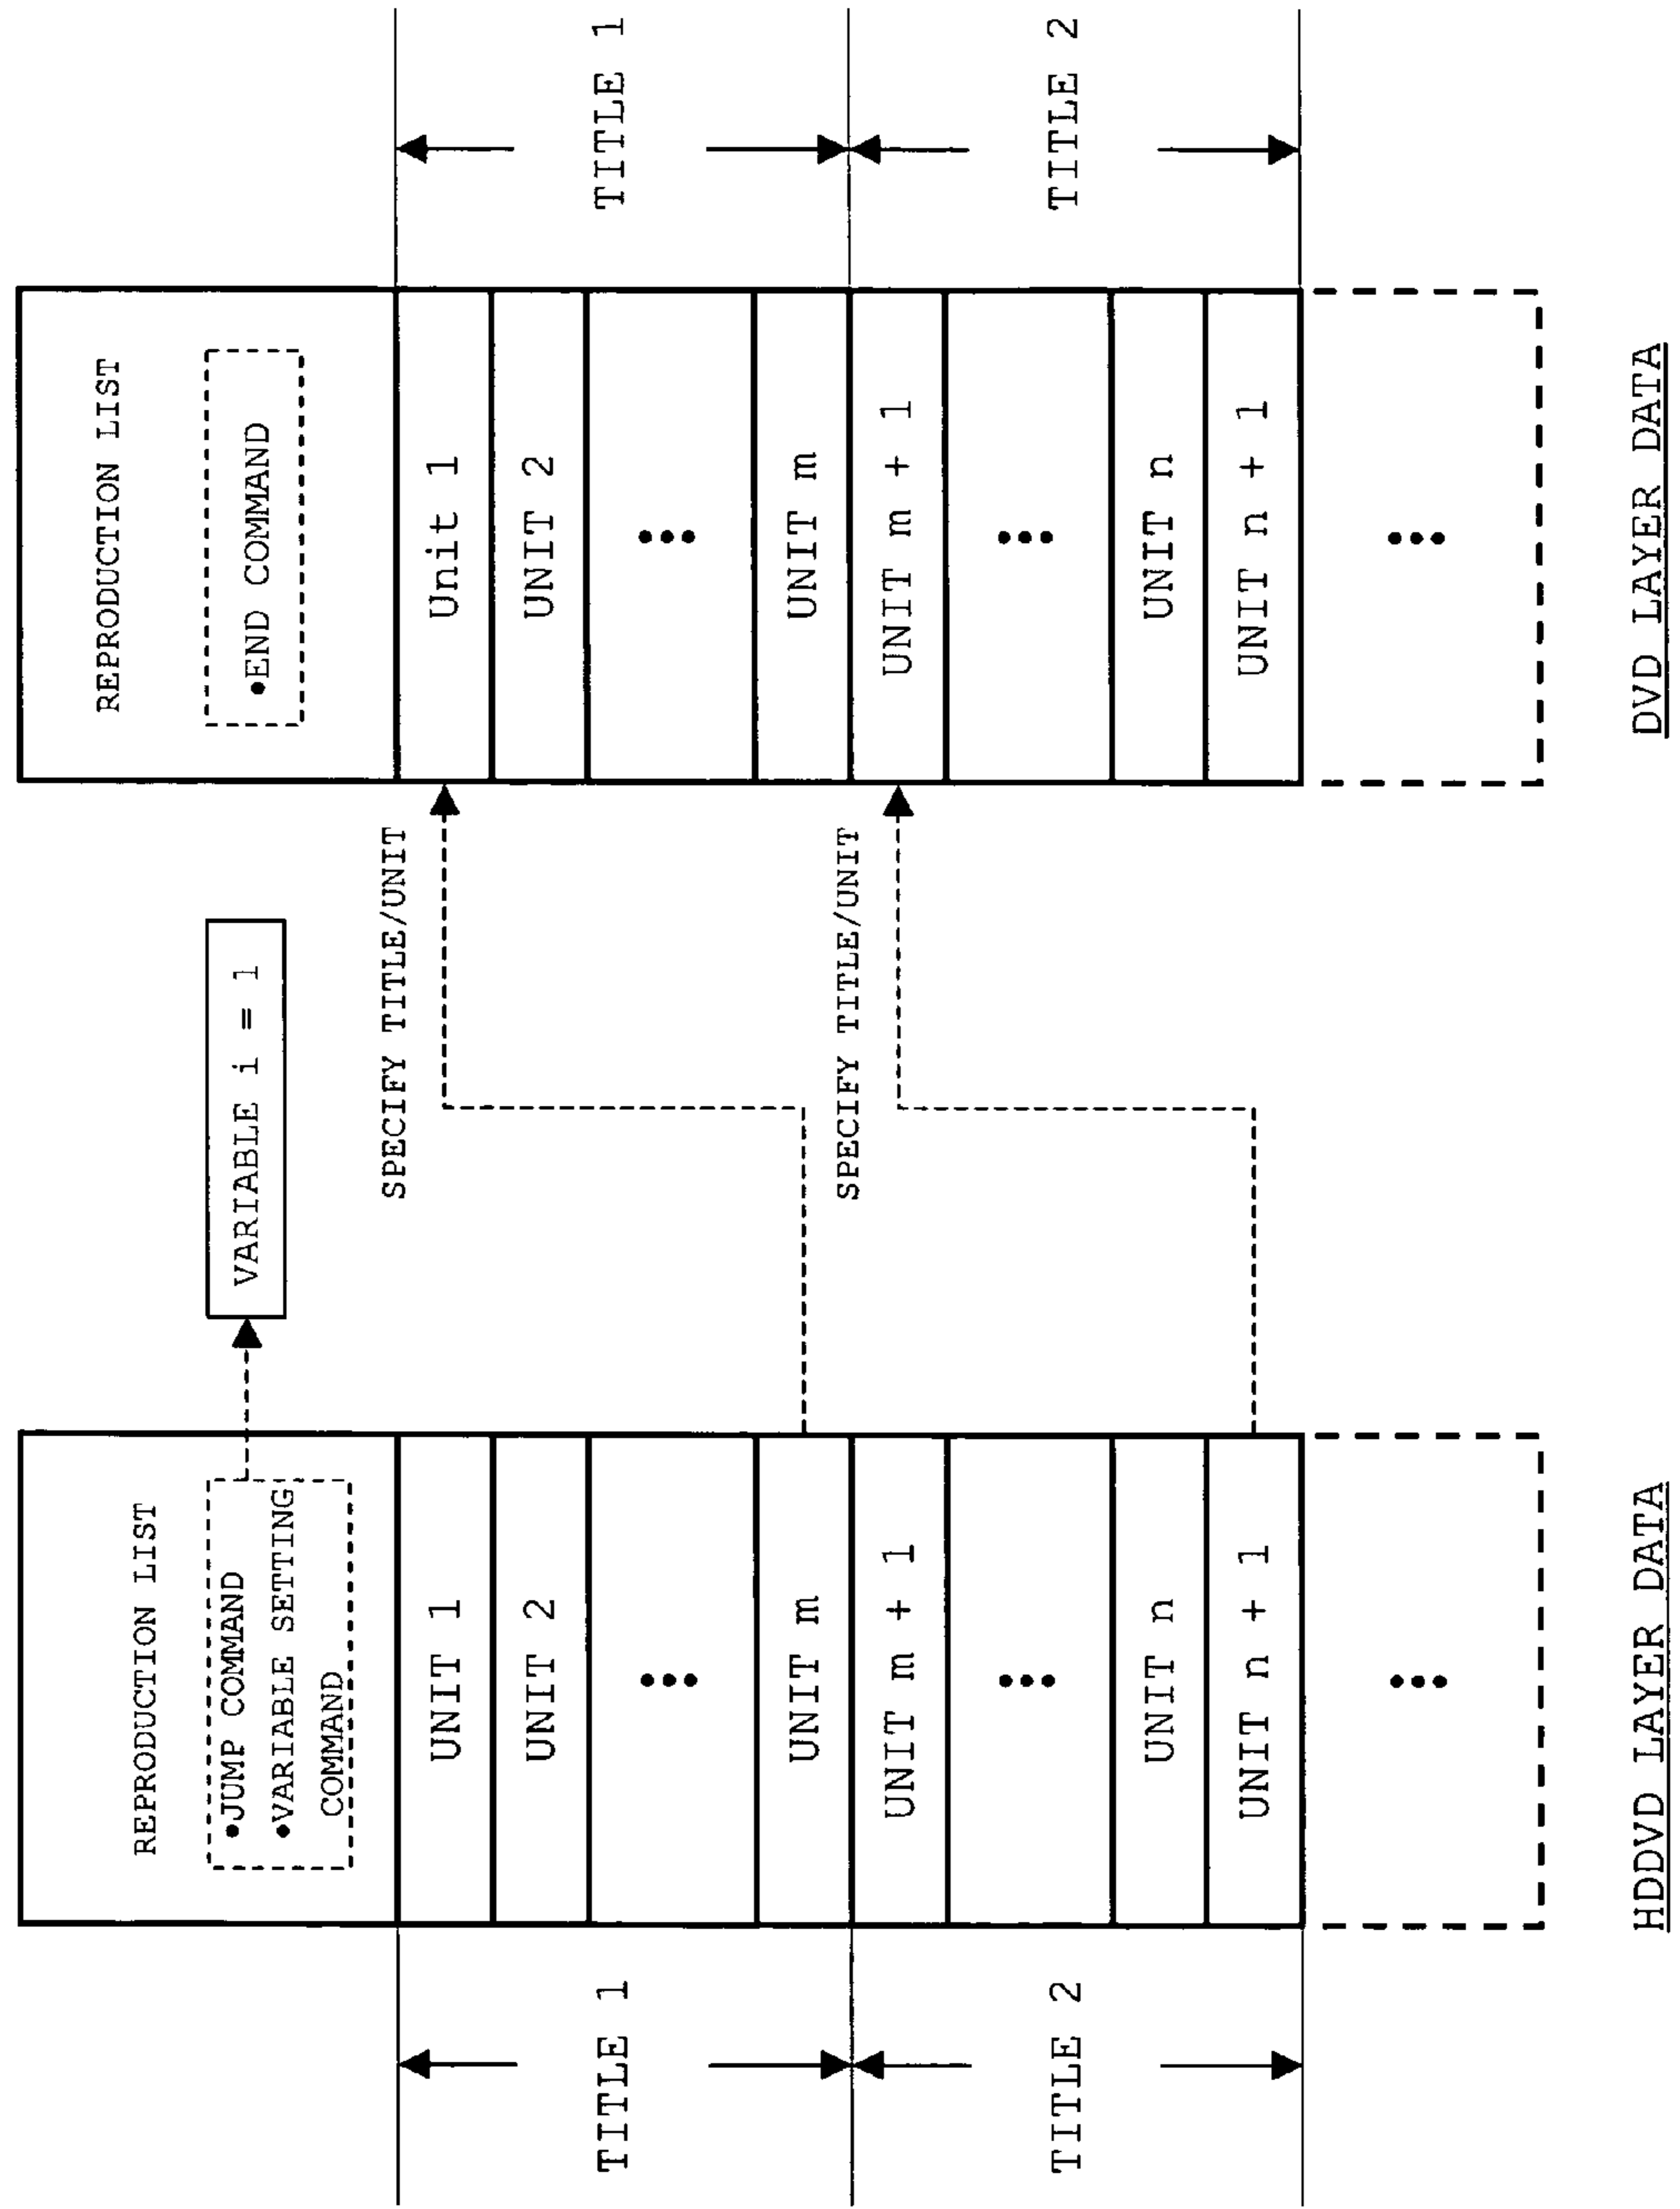 REPRODUCTION LIST
•JUMP COMMAND
•VARIABLE SETTING
COMMAND
UNIT 1
UNIT 2
•••
UNIT m
UNIT m + 1
•••
UNIT n
UNIT n + 1
•••
TITLE 1
TITLE 2
HDDVD LAYER DATA
VARIABLE i = 1
SPECIFY TITLE/UNIT
SPECIFY TITLE/UNIT
REPRODUCTION LIST
•END COMMAND
Unit 1
UNIT 2
•••
UNIT m
UNIT m + 1
•••
UNIT n
UNIT n + 1
•••
TITLE 1
TITLE 2
DVD LAYER DATA